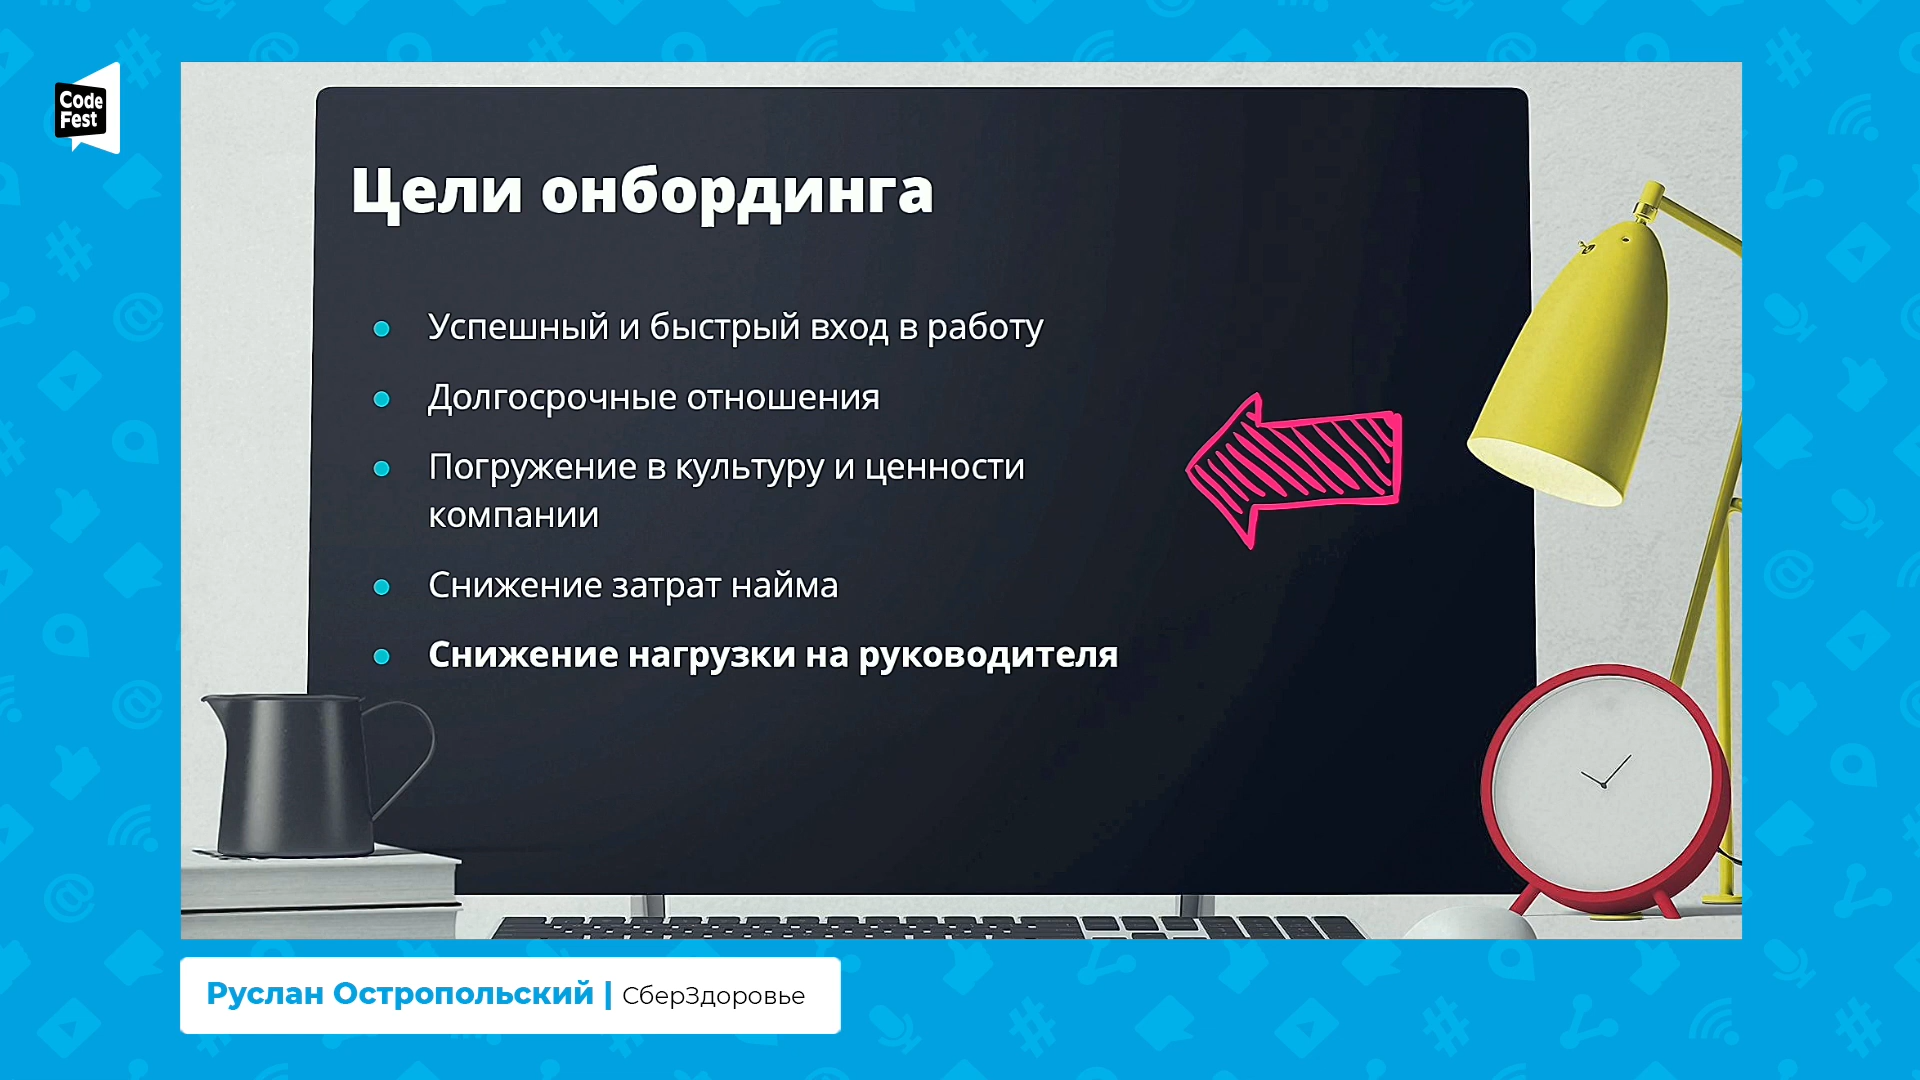 Code
Fest
Цели онбординга
Успешный и быстрый вход в работу
Долгосрочные отношения
Погружение в культуру и ценности
компании
Снижение затрат найма
Снижение нагрузки на руководителя
Руслан Остропольский | СберЗдоровье